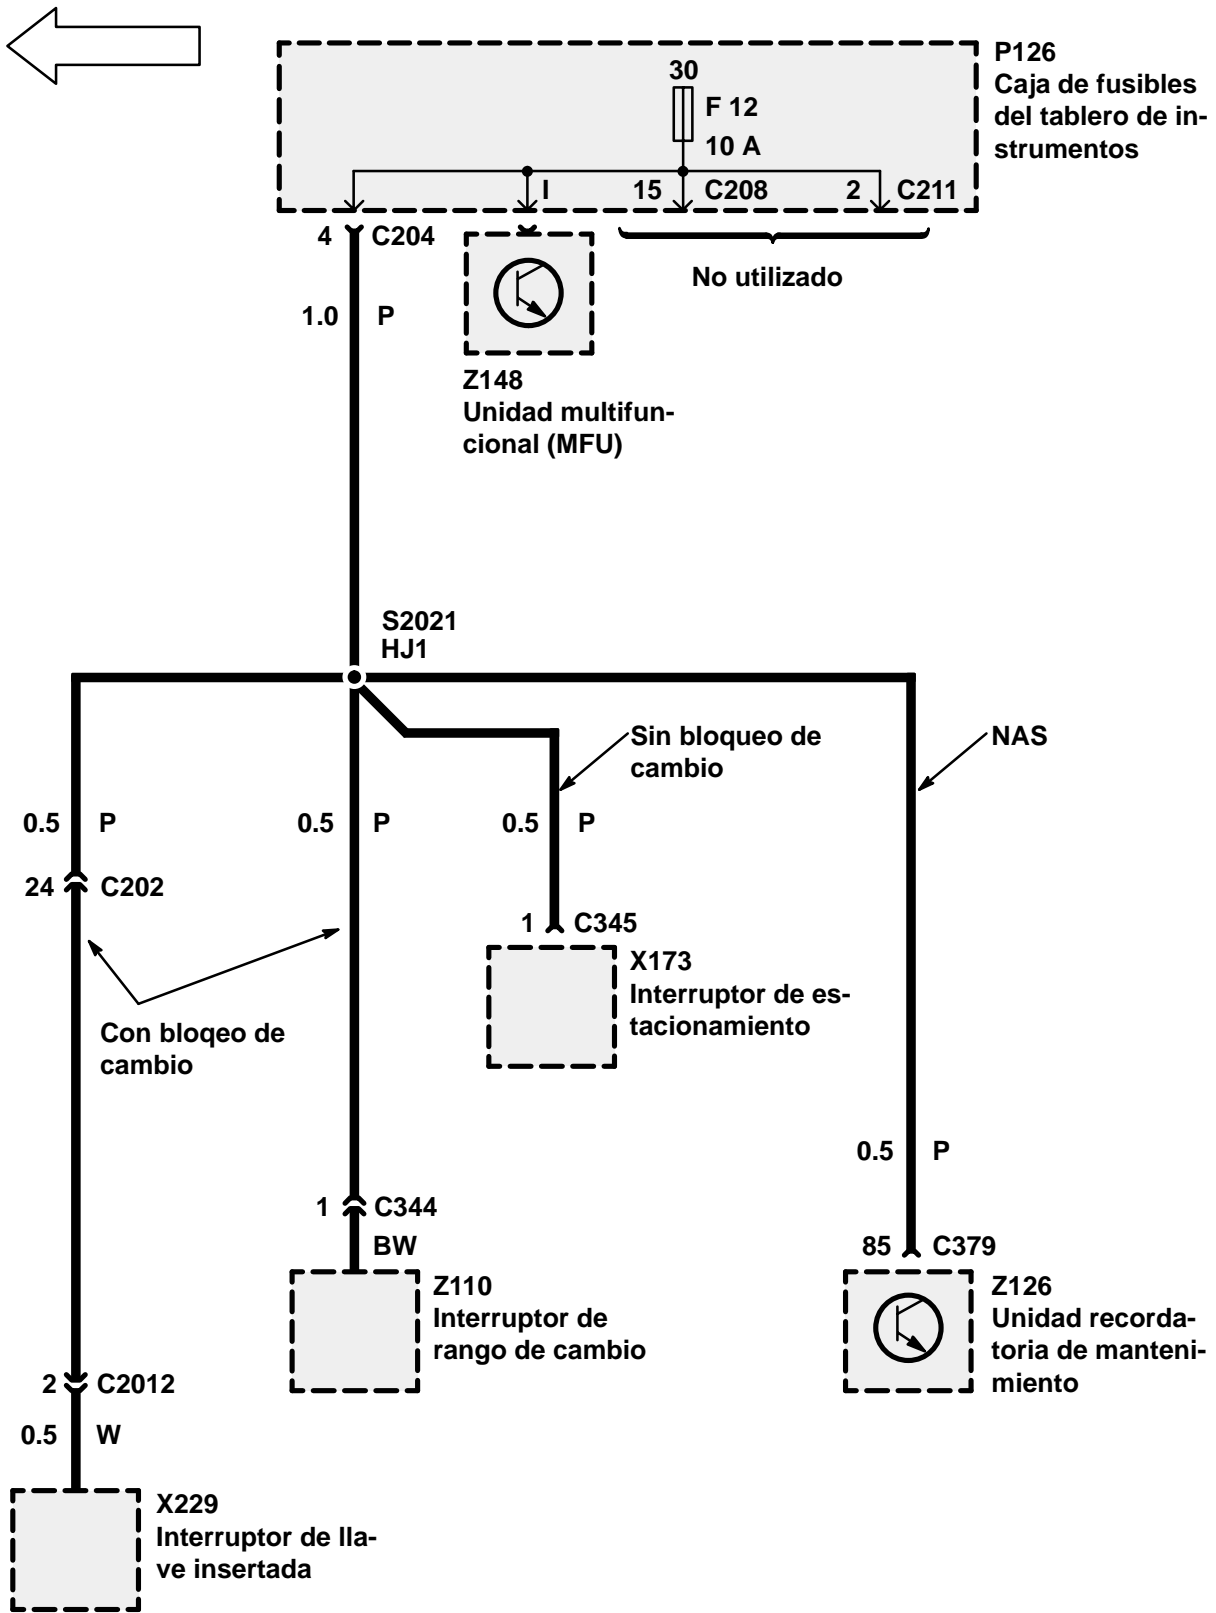 P126
Caja de fusibles
del tablero de in-
strumentos
30
F 12
10 A
I
15 C208
2 C211
4 C204
No utilizado
1.0 P
Z148
Unidad multifun-
cional (MFU)
S2021
HJ1
Sin bloqueo de
cambio
NAS
0.5 P
0.5 P
0.5 P
24 C202
1 C345
X173
Interruptor de es-
tacionamiento
Con bloqeo de
cambio
0.5 P
1 C344
BW
85 C379
Z110
Interruptor de
rango de cambio
Z126
Unidad recorda-
toria de manteni-
miento
2 C2012
0.5 W
X229
Interruptor de lla-
ve insertada